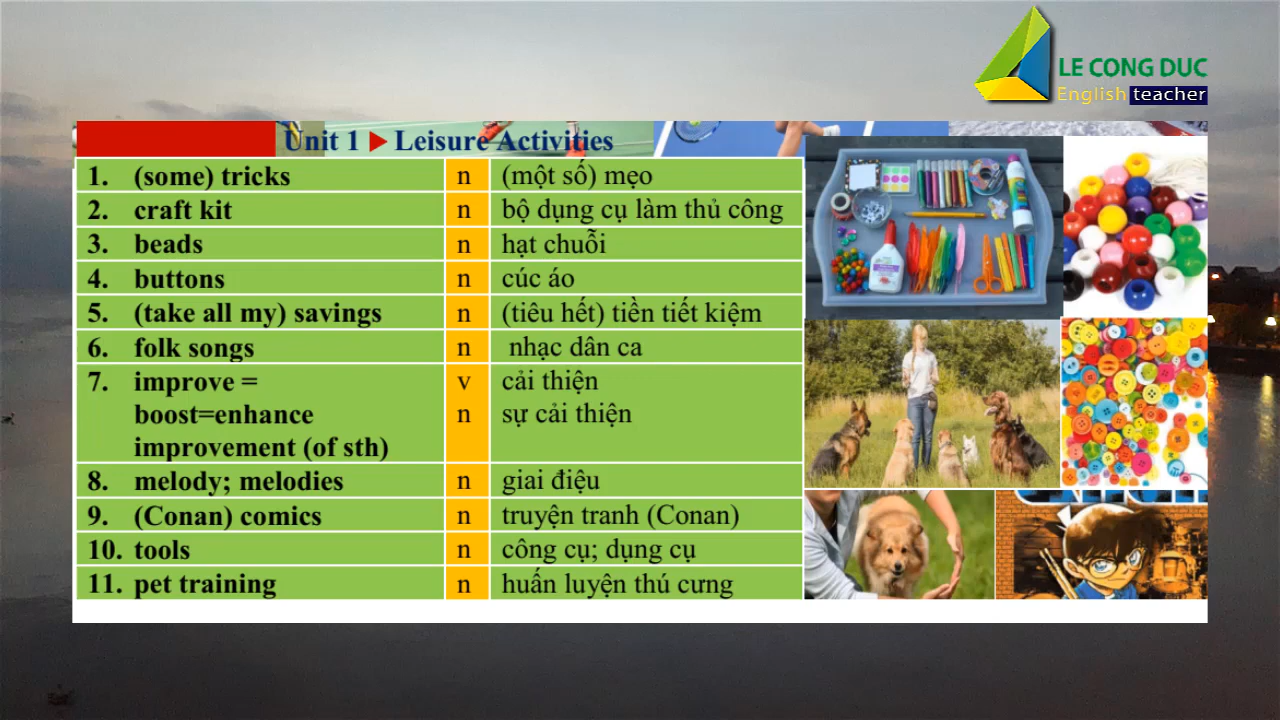 LE CONG DUC
English teacher
Unit 1 ▶ Leisure Activities
1. (some) tricks n (một số) mẹo
2. craft kit n bộ dụng cụ làm thủ công
3. beads n hạt chuỗi
4. buttons n cúc áo
5. (take all my) savings n (tiêu hết) tiền tiết kiệm
6. folk songs n nhạc dân ca
7. improve = v cải thiện
boost=enhance n sự cải thiện
improvement (of sth)
8. melody; melodies n giai điệu
9. (Conan) comics n truyện tranh (Conan)
10. tools n công cụ; dụng cụ
11. pet training n huấn luyện thú cưng